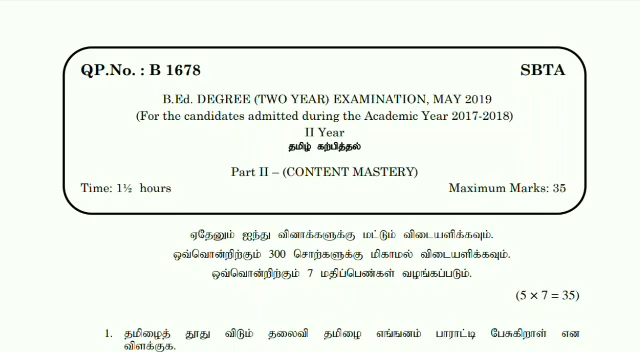 QP.No. : B 1678 SBTA
B.Ed. DEGREE (TWO YEAR) EXAMINATION, MAY 2019
(For the candidates admitted during the Academic Year 2017-2018)
II Year
தமிழ் கற்பித்தல்
Part II – (CONTENT MASTERY)
Time: 1½ hours Maximum Marks: 35
ஏதேனும் ஐந்து வினாக்களுக்கு மட்டும் விடையளிக்கவும்.
ஒவ்வொன்றிற்கும் 300 சொற்களுக்கு மிகாமல் விடையளிக்கவும்.
ஒவ்வொன்றிற்கும் 7 மதிப்பெண்கள் வழங்கப்படும்.
(5 × 7 = 35)
1. தமிழைத் தூது விடும் தலைவி தமிழை எங்ஙனம் பாராட்டி பேசுகிறாள் என
விளக்குக.